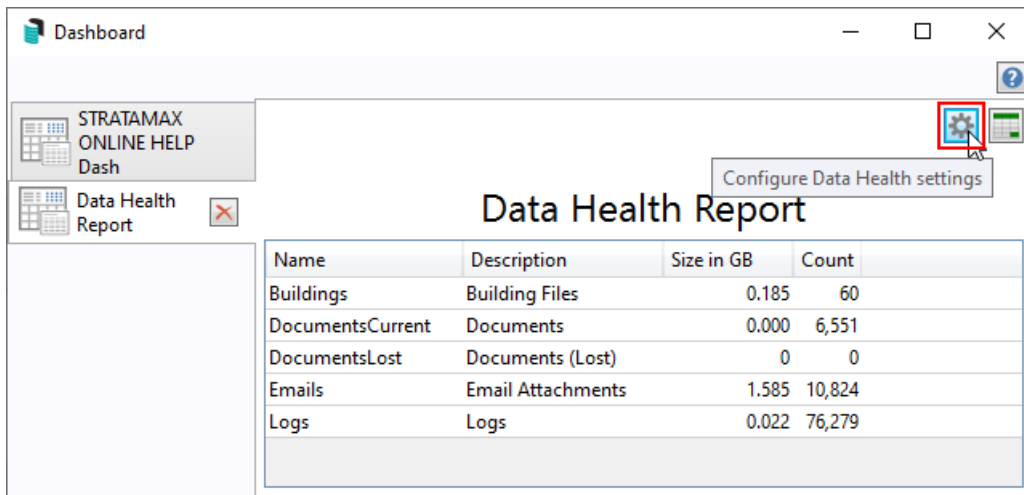 Dashboard
STRATAMAX
ONLINE HELP
Dash
Configure Data Health settings
Data Health
Report
Data Health Report
Name Description Size in GB Count
Buildings Building Files 0.185 60
DocumentsCurrent Documents 0.000 6,551
DocumentsLost Documents (Lost) 0 0
Emails Email Attachments 1.585 10,824
Logs Logs 0.022 76,279